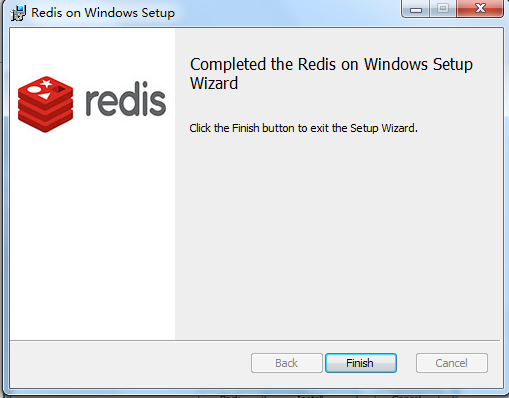 Redis on Windows Setup
Completed the Redis on Windows Setup
Wizard
redis
Click the Finish button to exit the Setup Wizard.
Back
Finish
Cancel